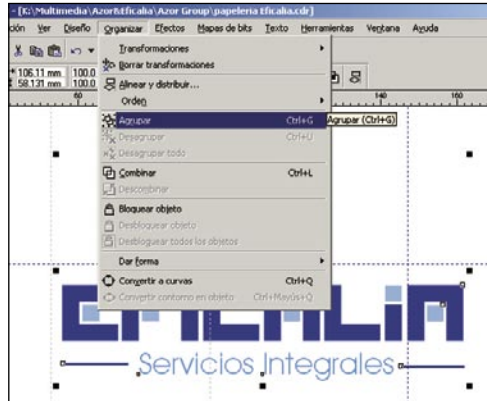 - [K:\Multimedia\Azor&Eficalia\Azor Group\papeleria Eficalia.cdr]
ción Ver Diseño Organizar Efectos Mapas de bits Texto Herramientas Ventana Ayuda
106.11 mm 100.0
58.131 mm 100.0
Transformaciones
Borrar transformaciones
Alinear y distribuir...
Orden
60 140 160
Agrupar Ctrl+G
Agrupar (Ctrl+G)
Desagrupar Ctrl+U
Desagrupar todo
Combinar Ctrl+L
Descombinar
Bloquear objeto
Desbloquear objeto
Desbloquear todos los objetos
Dar forma
Convertir a curvas Ctrl+Q
Convertir contorno en objeto Ctrl+Mayús+Q
Servicios Integrales